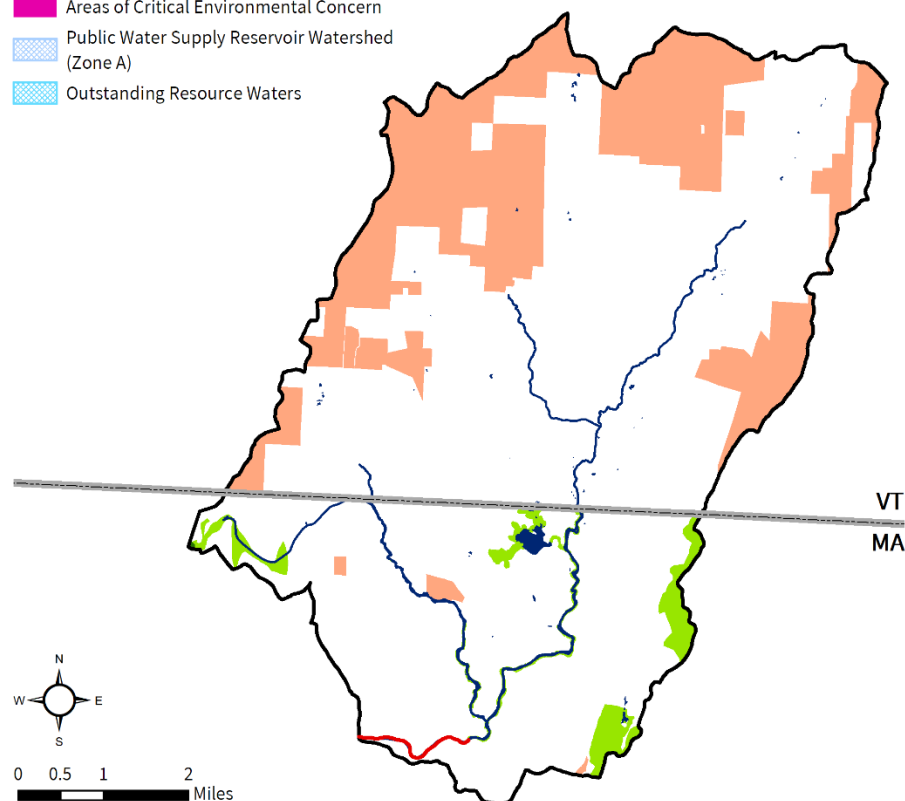 Areas of Critical Environmental Concern
Public Water Supply Reservoir Watershed
(Zone A)
Outstanding Resource Waters
VT
MA
N
W E
S
0 0.5 1 2
Miles